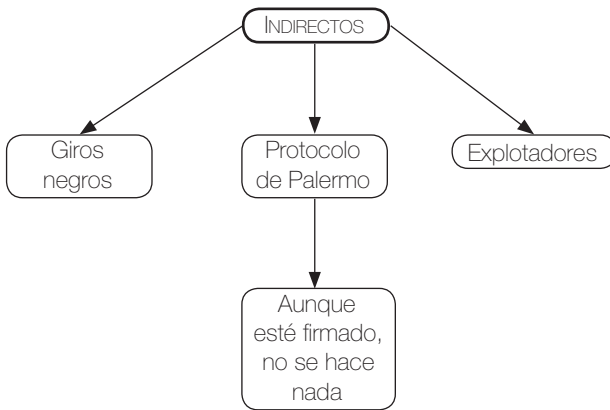 INDIRECTOS
Giros
negros
Protocolo
de Palermo
Explotadores
Aunque
esté firmado,
no se hace
nada